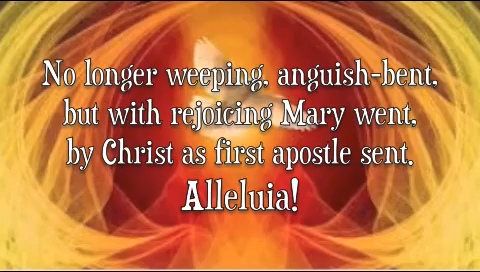 No longer weeping, anguish-bent,
but with rejoicing Mary went,
by Christ as first apostle sent.
Alleluia!